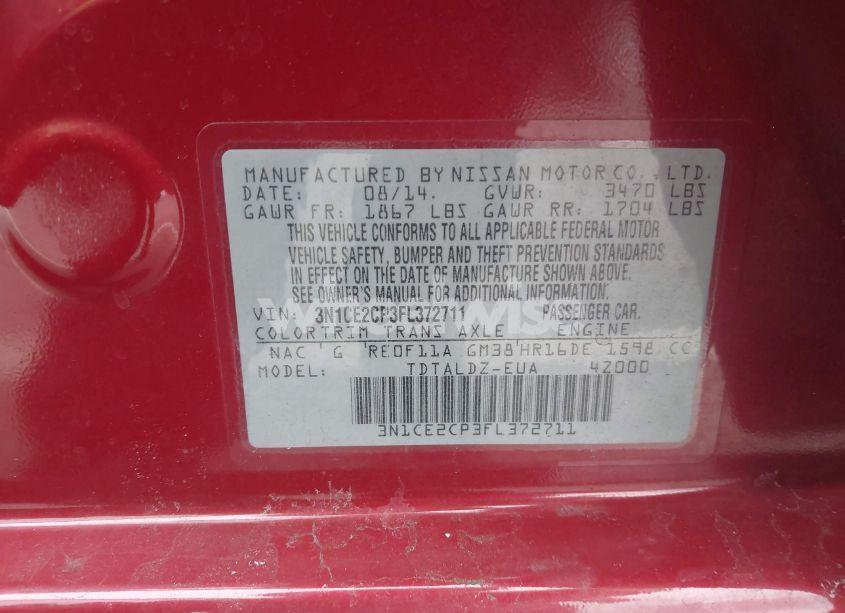 MANUFACTURED BY NISSAN MOTOR CO., LTD.
DATE: 08/14. GVWR: 3470 LBS
GAWR FR: 1867 LBS GAWR RR: 1704 LBS
THIS VEHICLE CONFORMS TO ALL APPLICABLE FEDERAL MOTOR
VEHICLE SAFETY, BUMPER AND THEFT PREVENTION STANDARDS
IN EFFECT ON THE DATE OF MANUFACTURE SHOWN ABOVE.
SEE OWNER'S MANUAL FOR ADDITIONAL INFORMATION
VIN: 3N1CE2CP3FL372711 PASSENGER CAR.
COLORTRIM TRANS AXLE ENGINE
NAC G RE0F11A GM38 HR16DE 1598 CC
MODEL: TDTALDZ-EUA 4Z000
3N1CE2CP3FL372711